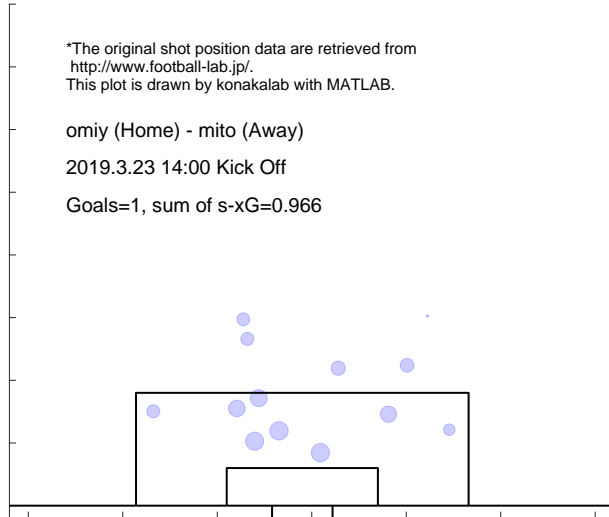 *The original shot position data are retrieved from
http://www.football-lab.jp/.
This plot is drawn by konakalab with MATLAB.
omiy (Home) - mito (Away)
2019.3.23 14:00 Kick Off
Goals=1, sum of s-xG=0.966